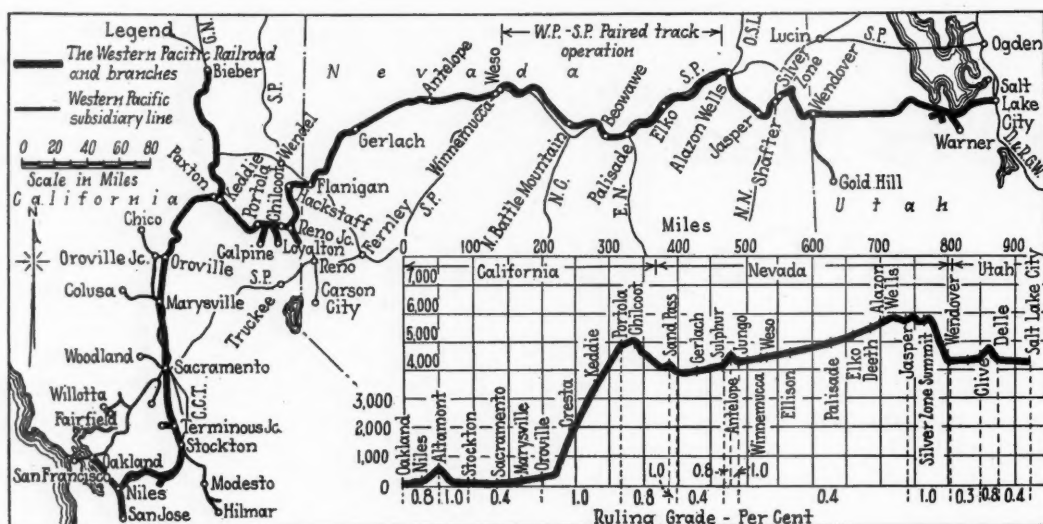 Legend
The Western Pacific Railroad
and branches
Western Pacific
subsidiary line
0 20 40 60 80
Scale in Miles
California
N
G.N.
Bieber
S.P.
Nevada
W.P.-S.P. Paired track
operation
O.S.L.
Lucin
S.P.
Ogden
Salt
Lake
City
Warner
Paxton
Keddie
Portola
Chilcoot
Wendel
Flanigan
Hackstaff
Gerlach
Antelope
Weso
Winnemucca
N. Battle Mountain
Beowawe
Palisade
Elko
S.P.
Alazon
Wells
Jasper
Shafter
Silver
Zone
Wendover
Gold Hill
Utah
N.N.
E.N.
N.C.
S.P.
Fernley
Reno Jc.
Loyalton
Calpine
Reno
Carson
City
S.P.
Truckee
Chico
Oroville Jc.
Oroville
Colusa
Marysville
Woodland
Sacramento
Willotta
Fairfield
C.C.T.
Terminous Jc.
Stockton
San Francisco
Oakland
Niles
San Jose
Modesto
Hilmar
Miles
0 100 200 300 400 500 600 700 800 900
California
Nevada
Utah
7,000
6,000
5,000
4,000
3,000
2,000
1,000
0
Oakland
Niles
Altamont
Stockton
Sacramento
Marysville
Oroville
Cresta
Keddie
Portola
Chilcoot
Sand Pass
Gerlach
Sulphur
Antelope
Jungo
Winnemucca
Weso
Ellison
Palisade
Elko
Deeth
Alazon
Wells
Jasper
Silver Zone Summit
Wendover
Clive
Delle
Salt Lake City
0.8 1.0 0.4 1.0 0.8 1.0 0.4 0.8 1.0 0.4 1.0 0.3 0.8 0.4
Ruling Grade - Per Cent